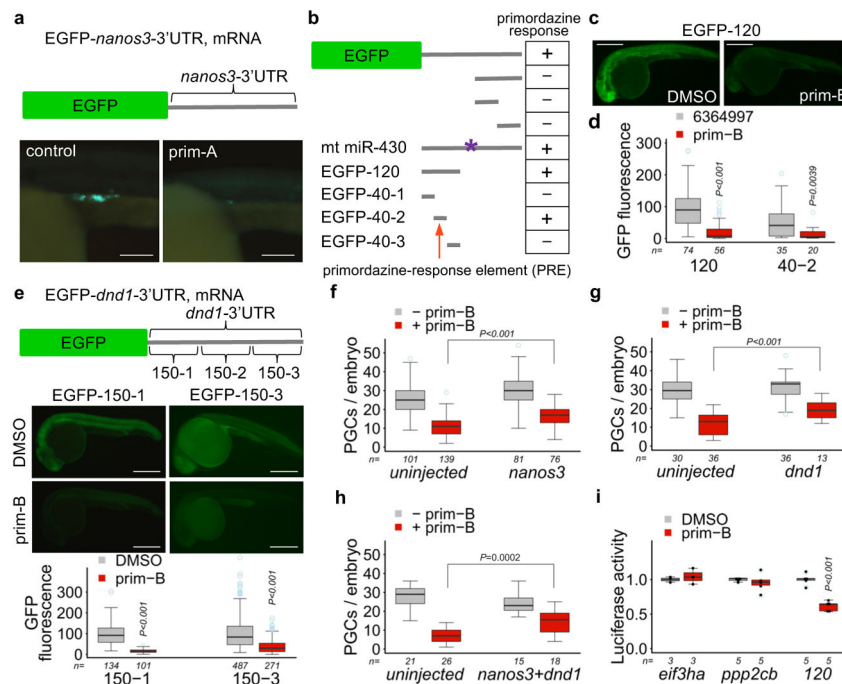 a
EGFP-nanos3-3'UTR, mRNA
nanos3-3'UTR
EGFP
control
prim-A
b
primordazine
response
EGFP
+
−
−
−
mt miR-430
*
+
EGFP-120
+
EGFP-40-1
−
EGFP-40-2
+
EGFP-40-3
−
primordazine-response element (PRE)
c
EGFP-120
DMSO
prim-B
d
6364997
prim−B
GFP fluorescence
300
200
100
0
P<0.001
P=0.0039
n= 74 56 35 20
120 40−2
e
EGFP-dnd1-3'UTR, mRNA
dnd1-3'UTR
EGFP
150-1 150-2 150-3
EGFP-150-1 EGFP-150-3
DMSO
prim-B
DMSO
prim−B
GFP
fluorescence
400
300
200
100
0
P<0.001
P<0.001
n= 134 101 487 271
150−1 150−3
f
− prim−B
+ prim−B
PGCs / embryo
50
40
30
20
10
0
P<0.001
n= 101 139 81 76
uninjected nanos3
g
− prim−B
+ prim−B
PGCs / embryo
50
40
30
20
10
0
P<0.001
n= 30 36 36 13
uninjected dnd1
h
− prim−B
+ prim−B
PGCs / embryo
50
40
30
20
10
0
P=0.0002
n= 21 26 15 18
uninjected nanos3+dnd1
i
DMSO
prim−B
Luciferase activity
1.0
0.5
0.0
P<0.001
n= 3 3 5 5 5 5
eif3ha ppp2cb 120